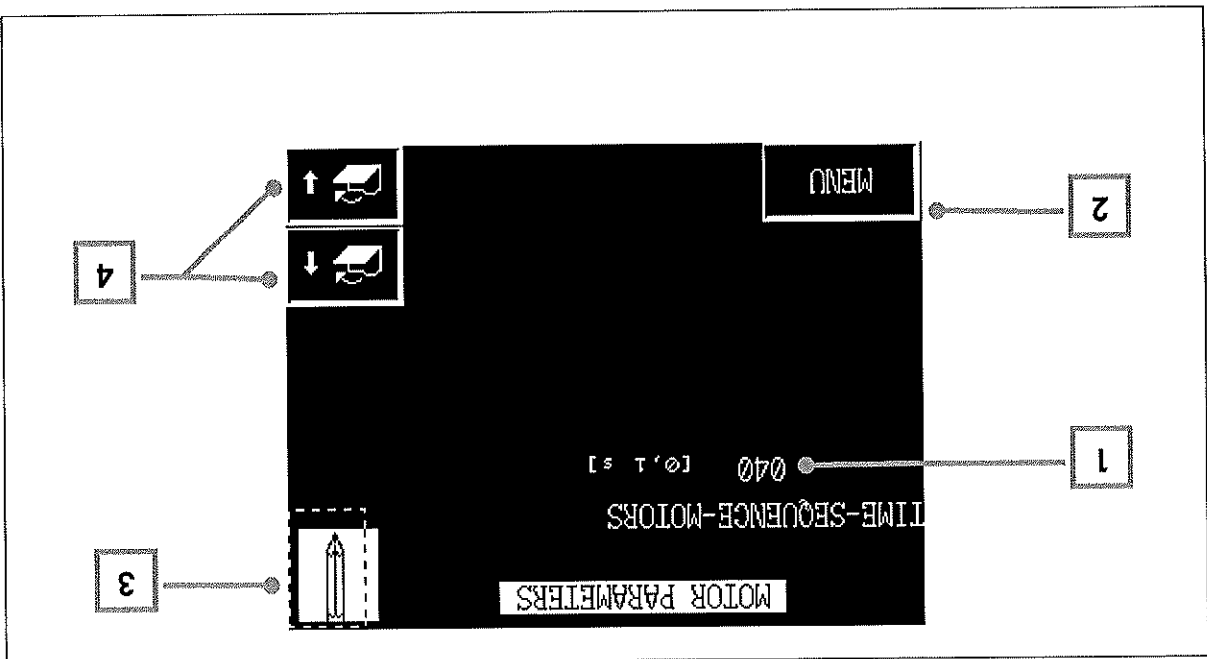 MOTOR PARAMETERS
3
TIME-SEQUENCE-MOTORS
1
040 [0,1 s]
4
2
MENU